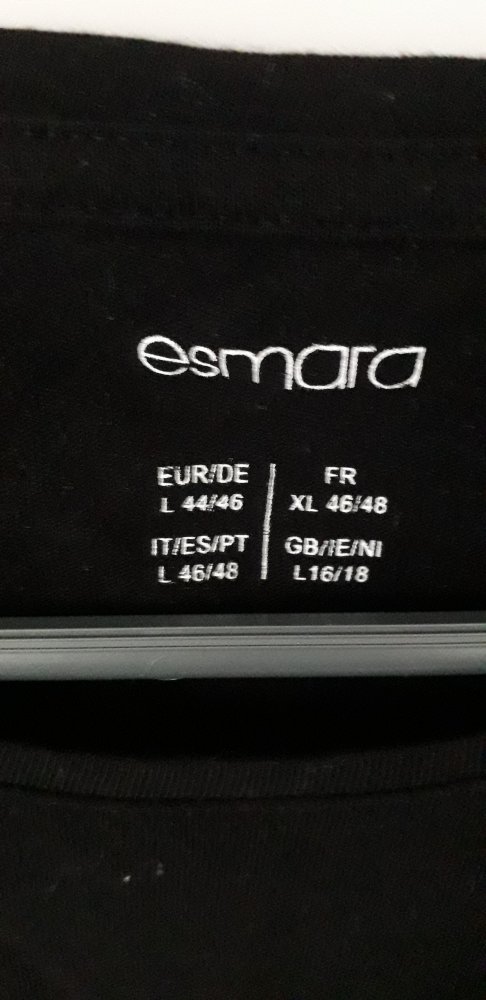 esmara
EUR/DE
L 44/46
FR
XL 46/48
IT/ES/PT
L 46/48
GB/IE/NI
L16/18